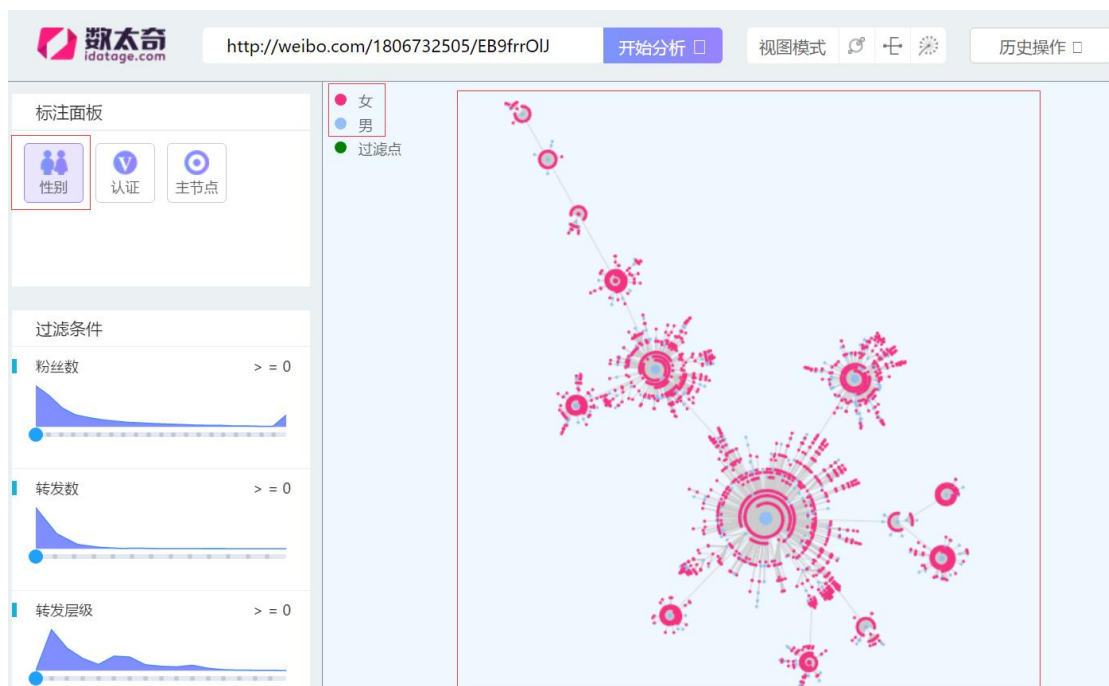 数太奇
idatage.com
http://weibo.com/1806732505/EB9frrOlJ
开始分析
视图模式
历史操作
标注面板
性别
认证
主节点
女
男
过滤点
过滤条件
粉丝数 > = 0
转发数 > = 0
转发层级 > = 0